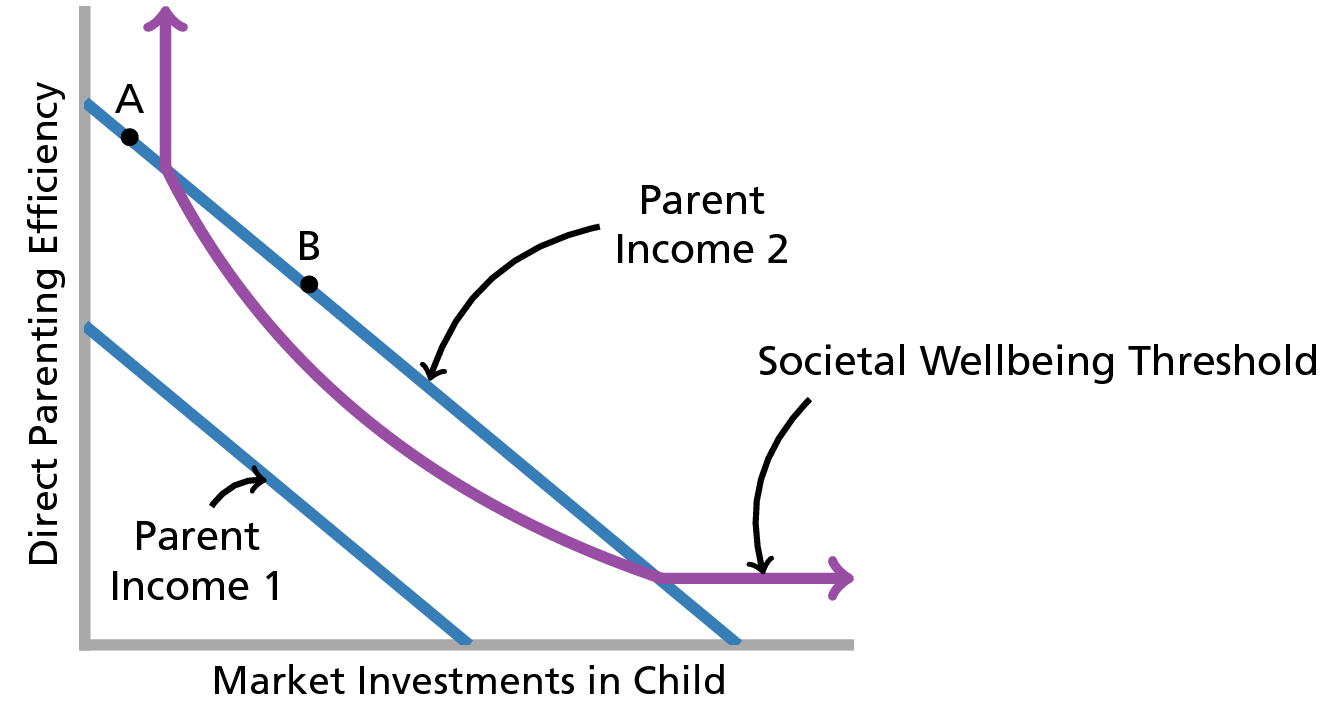 A
Direct Parenting Efficiency
B
Parent
Income 2
Societal Wellbeing Threshold
Parent
Income 1
Market Investments in Child